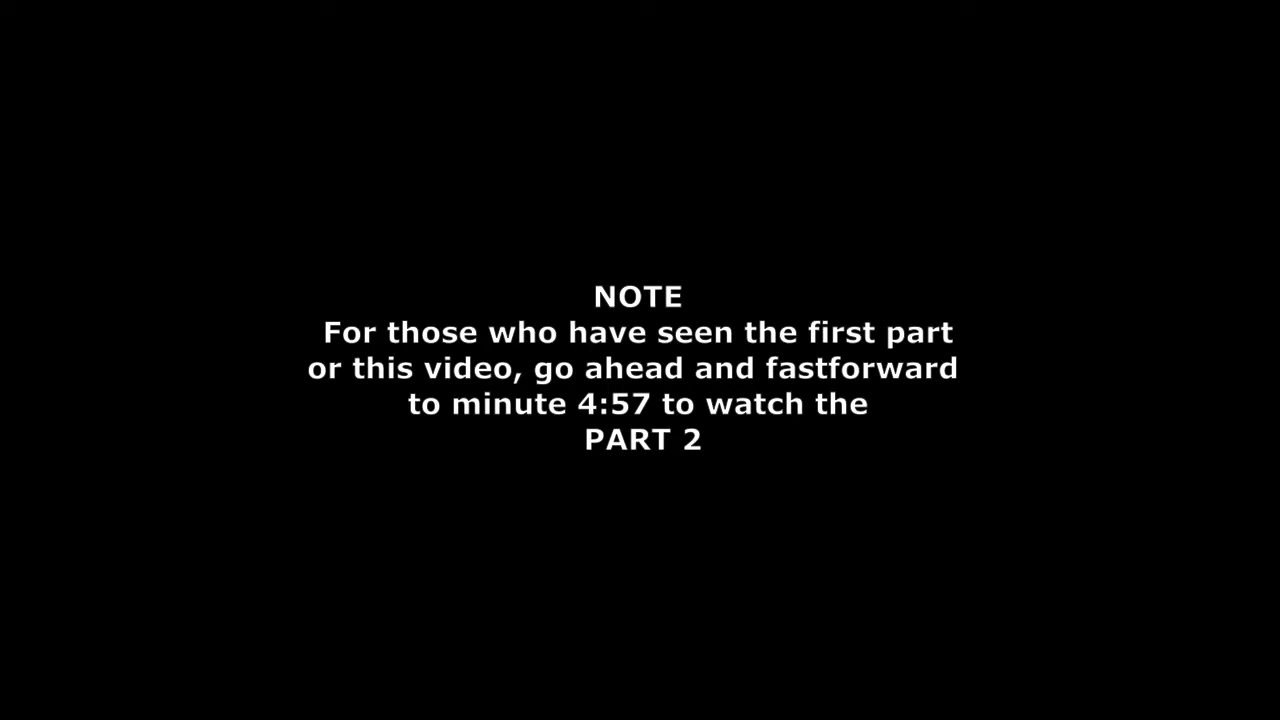 NOTE
For those who have seen the first part
or this video, go ahead and fastforward
to minute 4:57 to watch the
PART 2